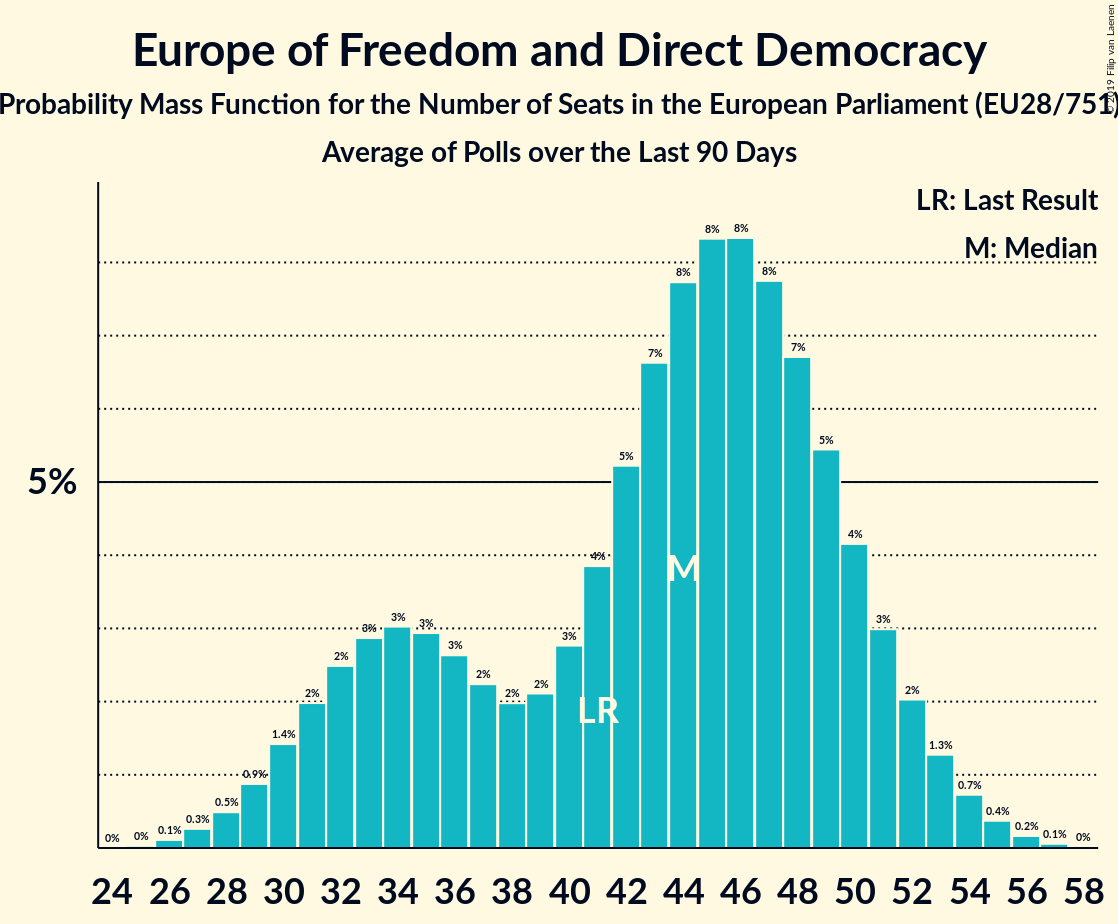 Europe of Freedom and Direct Democracy
Probability Mass Function for the Number of Seats in the European Parliament (EU28/751)
Average of Polls over the Last 90 Days
© 2019 Filip van Laenen
LR: Last Result
M: Median
5%
0% 0% 0.1% 0.3% 0.5% 0.9% 1.4% 2% 2% 3% 3% 3% 3% 2% 2% 2% 3% 4% 5% 7% 8% 8% 8% 8% 7% 5% 4% 3% 2% 1.3% 0.7% 0.4% 0.2% 0.1% 0%
M
LR
24 26 28 30 32 34 36 38 40 42 44 46 48 50 52 54 56 58